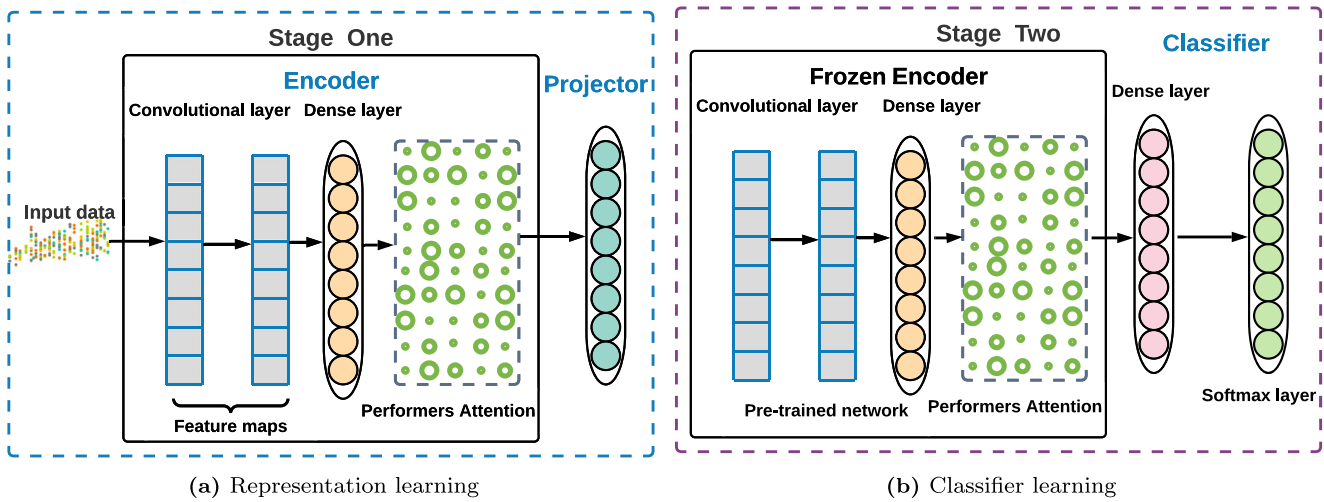 Stage One
Encoder
Projector
Convolutional layer
Dense layer
Input data
Performers Attention
Feature maps
(a) Representation learning
Stage Two
Classifier
Frozen Encoder
Convolutional layer
Dense layer
Dense layer
Pre-trained network
Performers Attention
Softmax layer
(b) Classifier learning